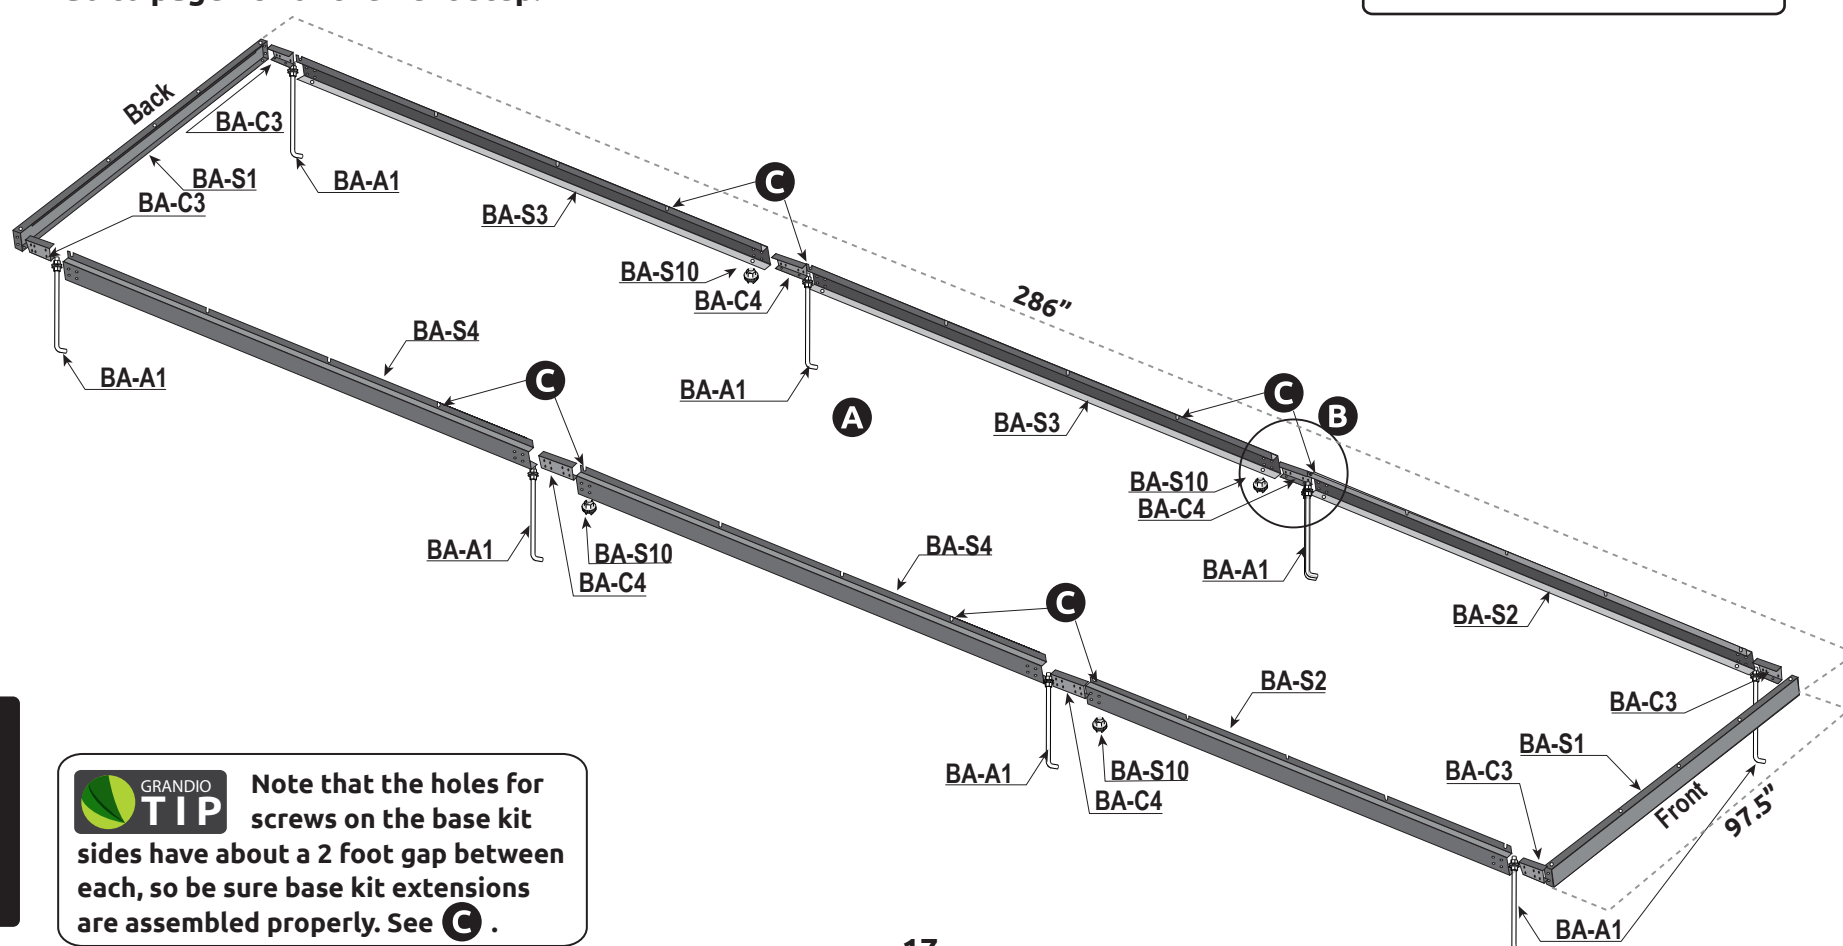 Back
BA-C3
BA-S1
BA-A1
BA-C3
BA-S3
C
BA-S10
BA-C4
286”
BA-S4
BA-A1
C
BA-A1
A
BA-S3
C
B
BA-S10
BA-C4
BA-A1
BA-S10
BA-C4
BA-S4
BA-A1
C
BA-S2
BA-S2
BA-C3
BA-S1
BA-C3
Front
97.5”
BA-A1
BA-S10
BA-C4
BA-A1
GRANDIO
TIP
Note that the holes for
screws on the base kit
sides have about a 2 foot gap between
each, so be sure base kit extensions
are assembled properly. See C .
17